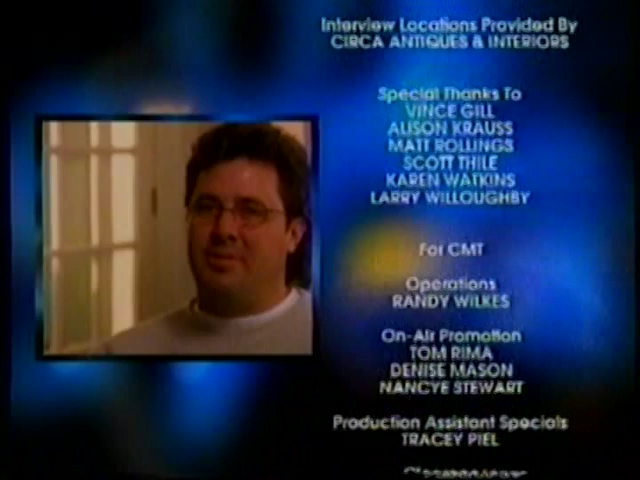 Interview Locations Provided By
CIRCA ANTIQUES & INTERIORS
Special Thanks To
VINCE GILL
ALISON KRAUSS
MATT ROLLINGS
SCOTT THILE
KAREN WATKINS
LARRY WILLOUGHBY
For CMT
Operations
RANDY WILKES
On-Air Promotion
TOM RIMA
DENISE MASON
NANCYE STEWART
Production Assistant Specials
TRACEY PIEL